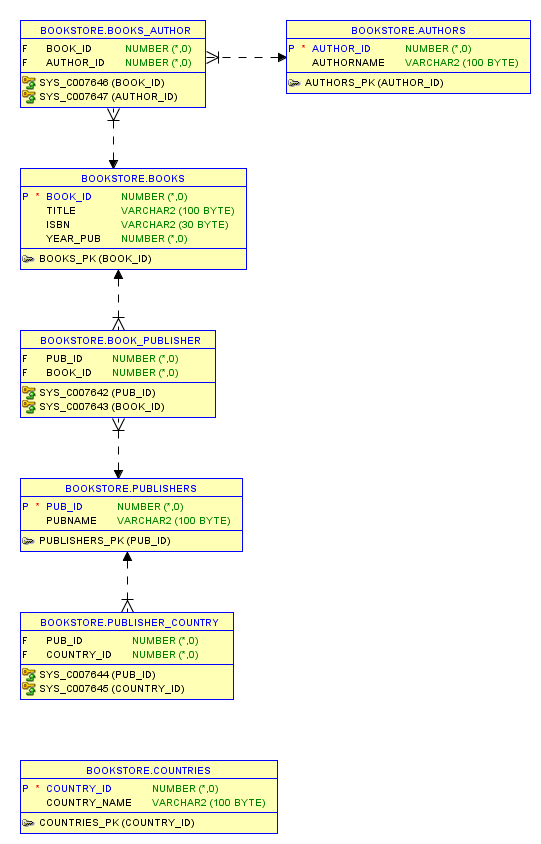 BOOKSTORE.BOOKS_AUTHOR
F BOOK_ID NUMBER (*,0)
F AUTHOR_ID NUMBER (*,0)
SYS_C007646 (BOOK_ID)
SYS_C007647 (AUTHOR_ID)
BOOKSTORE.AUTHORS
P * AUTHOR_ID NUMBER (*,0)
AUTHORNAME VARCHAR2 (100 BYTE)
AUTHORS_PK (AUTHOR_ID)
BOOKSTORE.BOOKS
P * BOOK_ID NUMBER (*,0)
TITLE VARCHAR2 (100 BYTE)
ISBN VARCHAR2 (30 BYTE)
YEAR_PUB NUMBER (*,0)
BOOKS_PK (BOOK_ID)
BOOKSTORE.BOOK_PUBLISHER
F PUB_ID NUMBER (*,0)
F BOOK_ID NUMBER (*,0)
SYS_C007642 (PUB_ID)
SYS_C007643 (BOOK_ID)
BOOKSTORE.PUBLISHERS
P * PUB_ID NUMBER (*,0)
PUBNAME VARCHAR2 (100 BYTE)
PUBLISHERS_PK (PUB_ID)
BOOKSTORE.PUBLISHER_COUNTRY
F PUB_ID NUMBER (*,0)
F COUNTRY_ID NUMBER (*,0)
SYS_C007644 (PUB_ID)
SYS_C007645 (COUNTRY_ID)
BOOKSTORE.COUNTRIES
P * COUNTRY_ID NUMBER (*,0)
COUNTRY_NAME VARCHAR2 (100 BYTE)
COUNTRIES_PK (COUNTRY_ID)